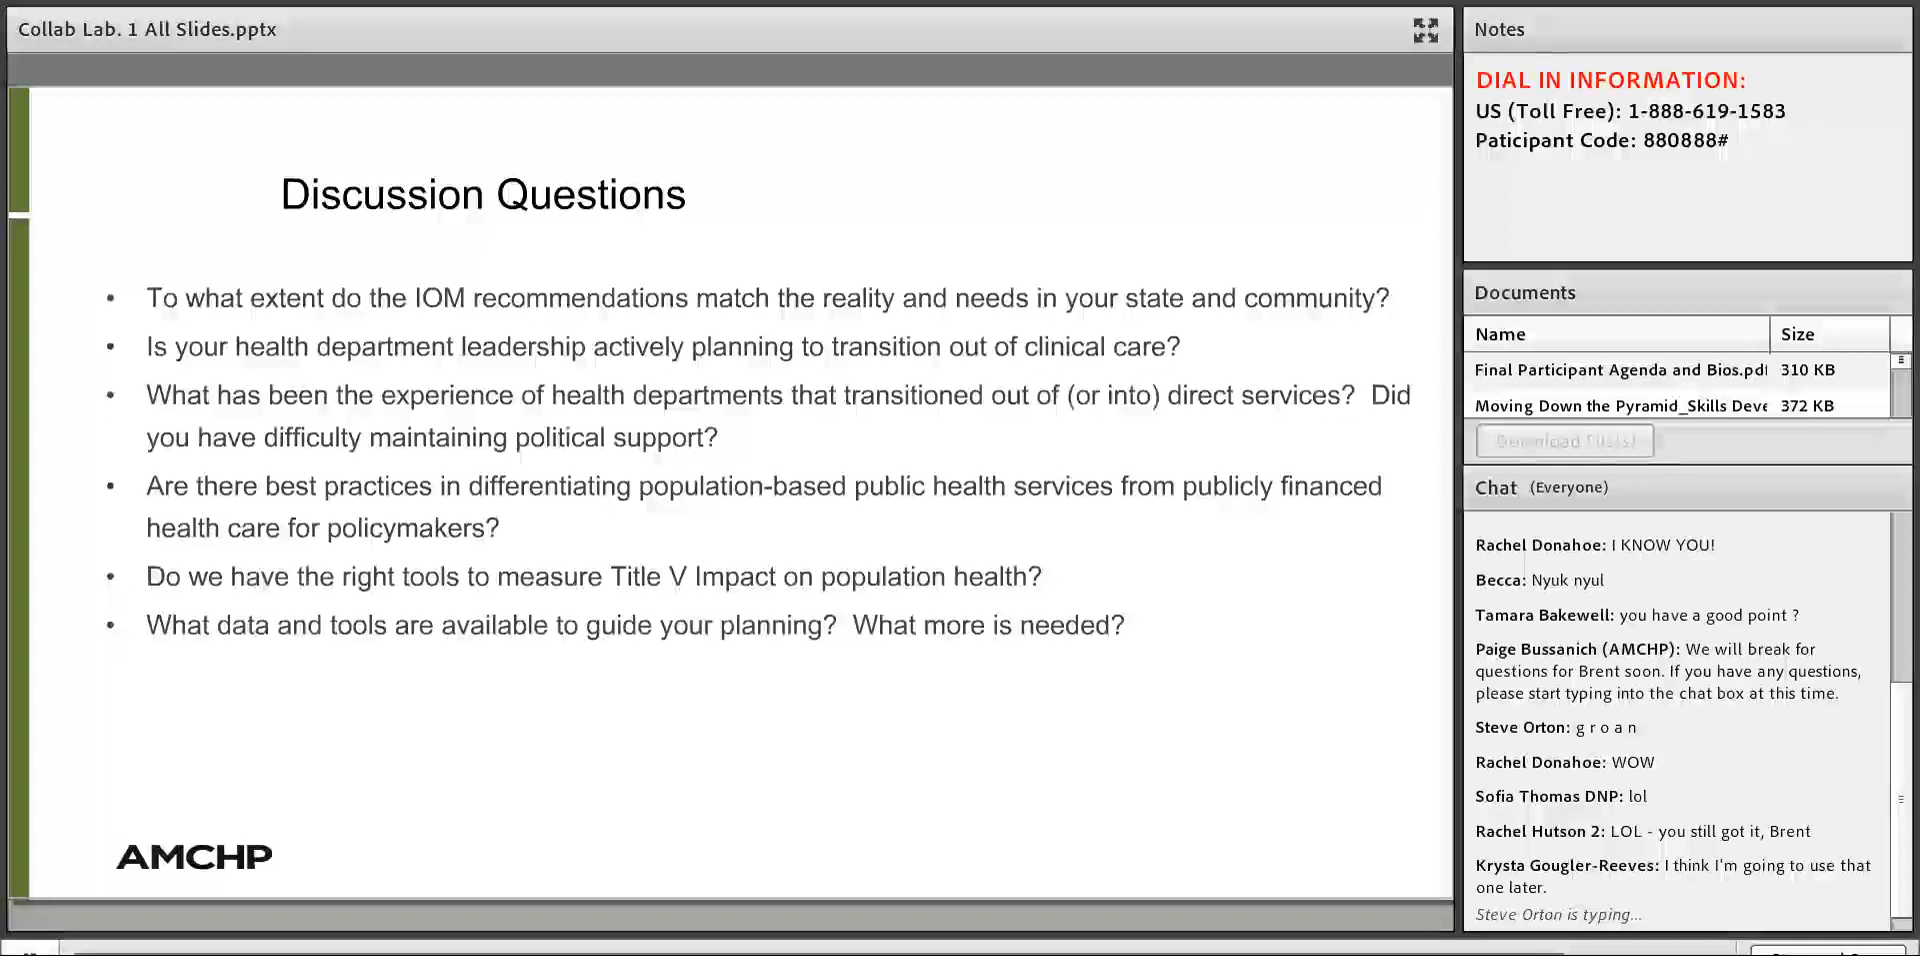 Collab Lab. 1 All Slides.pptx
Discussion Questions
• To what extent do the IOM recommendations match the reality and needs in your state and community?
• Is your health department leadership actively planning to transition out of clinical care?
• What has been the experience of health departments that transitioned out of (or into) direct services?  Did
you have difficulty maintaining political support?
• Are there best practices in differentiating population-based public health services from publicly financed
health care for policymakers?
• Do we have the right tools to measure Title V Impact on population health?
• What data and tools are available to guide your planning?  What more is needed?
AMCHP
Notes
DIAL IN INFORMATION:
US (Toll Free): 1-888-619-1583
Paticipant Code: 880888#
Documents
Name Size
Final Participant Agenda and Bios.pdf 310 KB
Moving Down the Pyramid_Skills Deve 372 KB
Download File(s)
Chat (Everyone)
Rachel Donahoe: I KNOW YOU!
Becca: Nyuk nyul
Tamara Bakewell: you have a good point ?
Paige Bussanich (AMCHP): We will break for
questions for Brent soon. If you have any questions,
please start typing into the chat box at this time.
Steve Orton: g r o a n
Rachel Donahoe: WOW
Sofia Thomas DNP: lol
Rachel Hutson 2: LOL - you still got it, Brent
Krysta Gougler-Reeves: I think I'm going to use that
one later.
Steve Orton is typing...